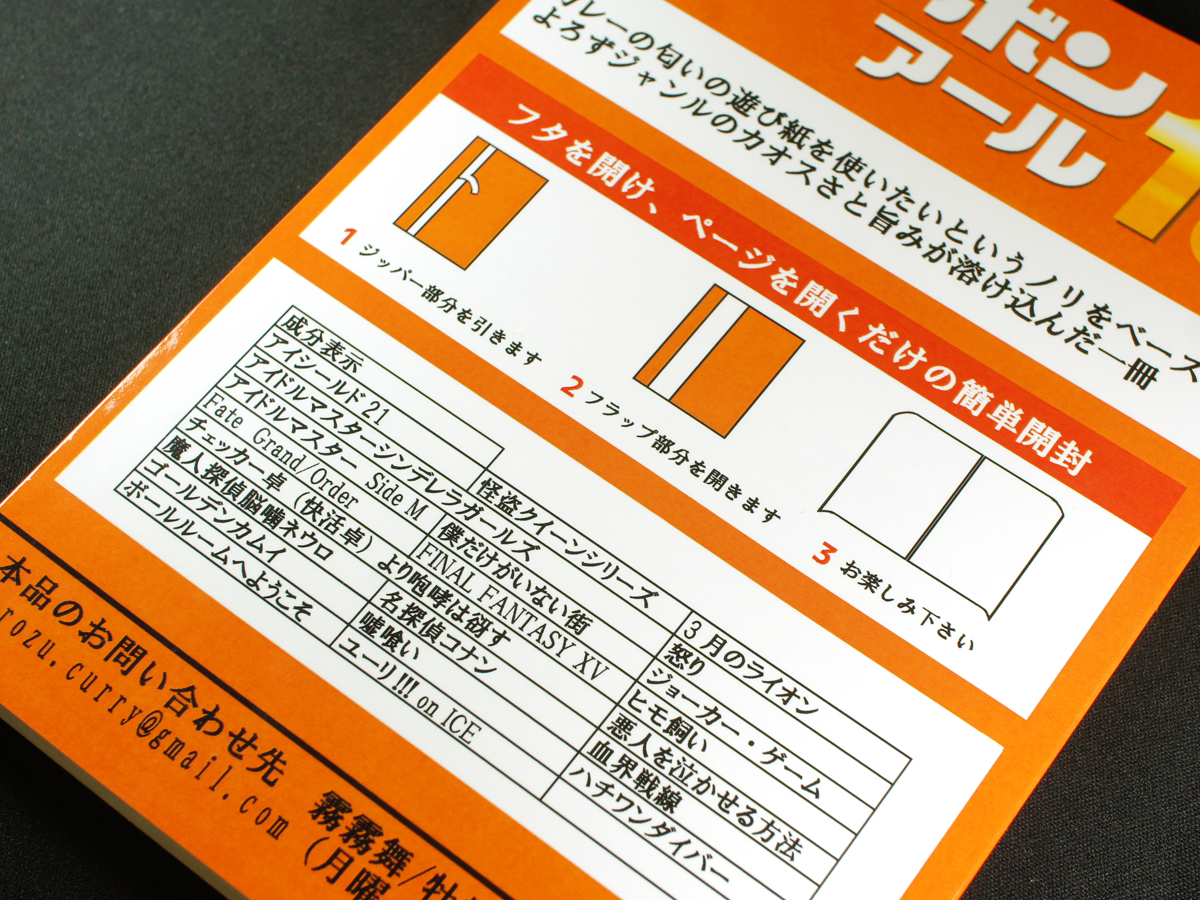 ボン
アール
レーの匂いの遊び紙を使いたいというノリをベース
よろずジャンルのカオスさと旨みが溶け込んだ一冊
フタを開け、ページを開くだけの簡単開封
1 ジッパー部分を引きます
2 フラップ部分を開きます
3 お楽しみ下さい
成分表示
アイシールド21
アイドルマスターシンデレラガールズ
アイドルマスター Side M
Fate Grand/Order
チェッカー卓（快活卓）
魔人探偵脳噛ネウロ
ゴールデンカムイ
ボールルームへようこそ
怪盗クイーンシリーズ
僕だけがいない街
FINAL FANTASY XV
より咆哮は谺す
名探偵コナン
嘘喰い
ユーリ!!! on ICE
3月のライオン
怒り
ジョーカー・ゲーム
ヒモ飼い
悪人を泣かせる方法
血界戦線
ハチワンダイバー
本品のお問い合わせ先
rozu.curry@gmail.com
霧霧舞/牡
（月曜